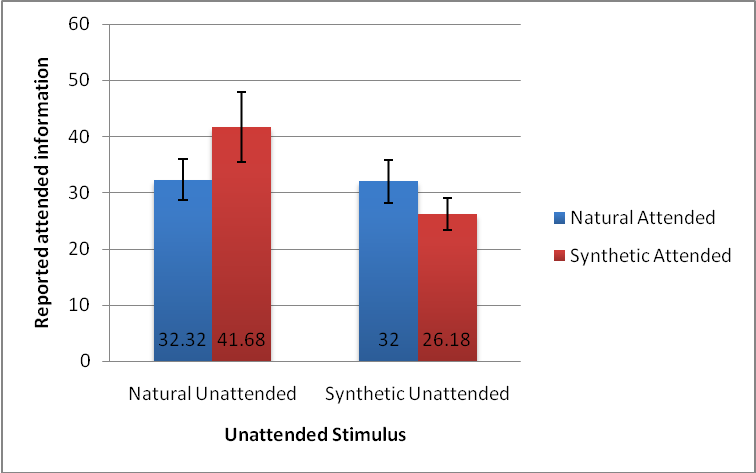 60
50
40
30
20
10
0
Reported attended information
32.32
41.68
32
26.18
Natural Unattended
Synthetic Unattended
Unattended Stimulus
Natural Attended
Synthetic Attended